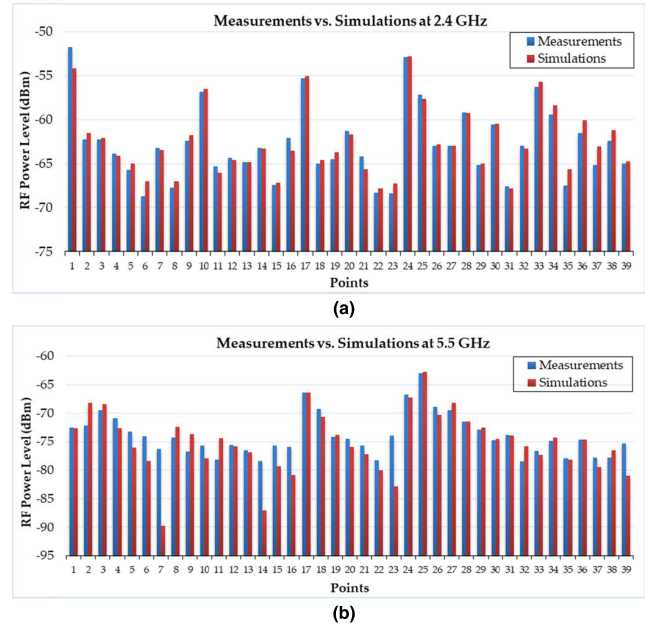 Measurements vs. Simulations at 2.4 GHz
-50
-55
-60
-65
-70
-75
RF Power Level (dBm)
Measurements
Simulations
1 2 3 4 5 6 7 8 9 10 11 12 13 14 15 16 17 18 19 20 21 22 23 24 25 26 27 28 29 30 31 32 33 34 35 36 37 38 39
Points
(a)
Measurements vs. Simulations at 5.5 GHz
-60
-65
-70
-75
-80
-85
-90
-95
RF Power Level (dBm)
Measurements
Simulations
1 2 3 4 5 6 7 8 9 10 11 12 13 14 15 16 17 18 19 20 21 22 23 24 25 26 27 28 29 30 31 32 33 34 35 36 37 38 39
Points
(b)